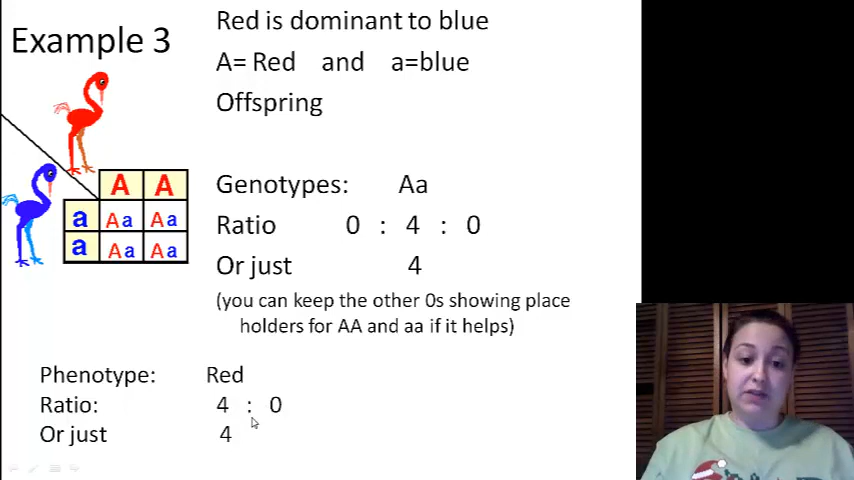 Example 3
Red is dominant to blue
A= Red and a=blue
Offspring
A A
a Aa Aa
a Aa Aa
Genotypes: Aa
Ratio 0 : 4 : 0
Or just 4
(you can keep the other 0s showing place
holders for AA and aa if it helps)
Phenotype: Red
Ratio: 4 : 0
Or just 4